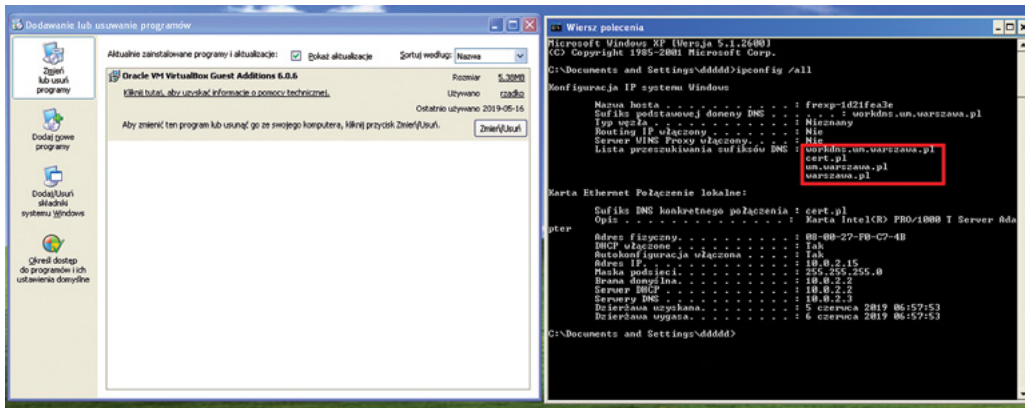 Dodawanie lub usuwanie programów
Zmień
lub usuń
programy
Dodaj nowe
programy
Dodaj/Usuń
składniki
systemu Windows
Określ dostęp
do programów i ich
ustawienia domyślne
Aktualnie zainstalowane programy i aktualizacje:
Pokaż aktualizacje
Sortuj według:
Nazwa
Oracle VM VirtualBox Guest Additions 6.0.6
Rozmiar 5.38MB
Kliknij tutaj, aby uzyskać informacje o pomocy technicznej.
Używano rzadko
Ostatnio używano 2019-05-16
Aby zmienić ten program lub usunąć go ze swojego komputera, kliknij przycisk Zmień/Usuń.
Zmień/Usuń
Wiersz polecenia
Microsoft Windows XP [Wersja 5.1.2600]
(C) Copyright 1985-2001 Microsoft Corp.
C:\Documents and Settings\ddddd>ipconfig /all
Konfiguracja IP systemu Windows
Nazwa hosta . . . . . . . . . . . : frexp-1d21fea3e
Sufiks podstawowej domeny DNS . . . . . . : workdns.um.warszawa.pl
Typ węzła . . . . . . . . . . . . : Nieznany
Routing IP włączony . . . . . . . : Nie
Serwer WINS Proxy włączony. . . . : Nie
Lista przeszukiwania sufiksów DNS : workdns.um.warszawa.pl
cert.pl
um.warszawa.pl
warszawa.pl
Karta Ethernet Połączenie lokalne:
Sufiks DNS konkretnego połączenia : cert.pl
Opis . . . . . . . . . . . . . . : Karta Intel(R) PRO/1000 T Server Ada
pter
Adres fizyczny. . . . . . . . . . : 08-00-27-F0-C7-4B
DHCP włączone . . . . . . . . . . : Tak
Autokonfiguracja włączona . . . . : Tak
Adres IP. . . . . . . . . . . . . : 10.0.2.15
Maska podsieci. . . . . . . . . . : 255.255.255.0
Brama domyślna. . . . . . . . . . : 10.0.2.2
Serwer DHCP . . . . . . . . . . . : 10.0.2.2
Serwery DNS . . . . . . . . . . . : 10.0.2.3
Dzierżawa uzyskana. . . . . . . . : 5 czerwca 2019 06:57:53
Dzierżawa wygasa. . . . . . . . . : 6 czerwca 2019 06:57:53
C:\Documents and Settings\ddddd>